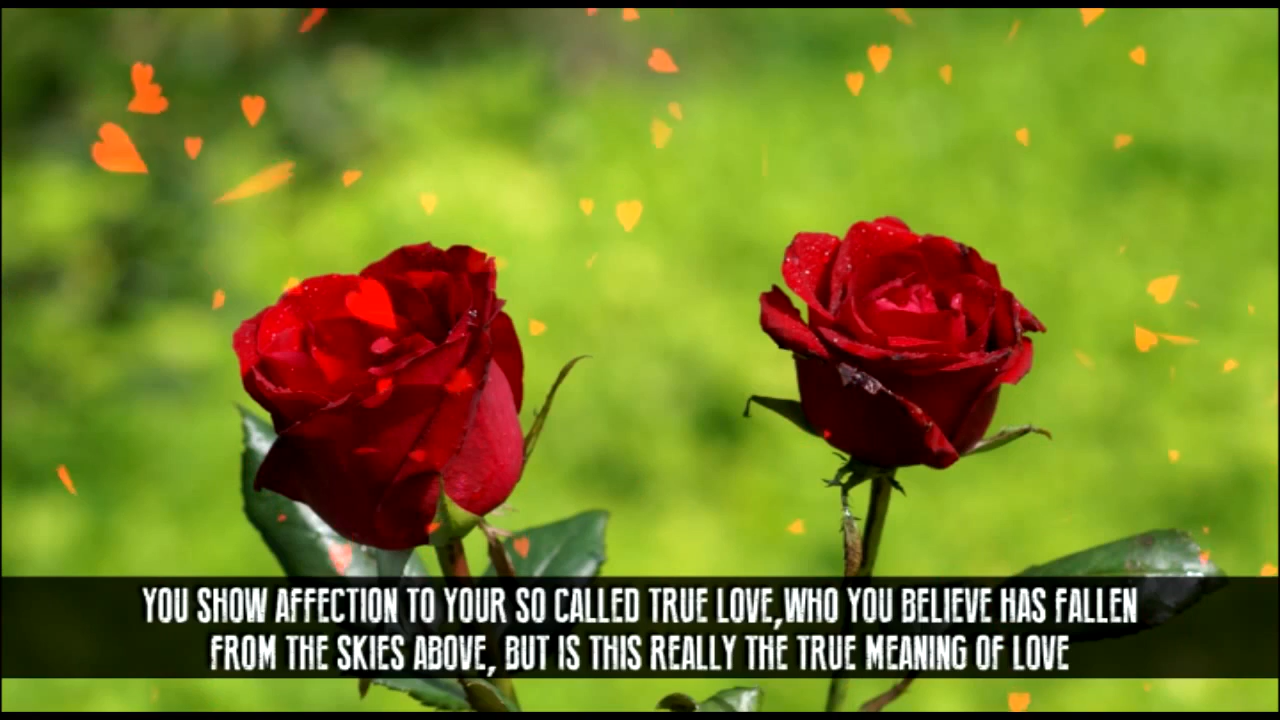 YOU SHOW AFFECTION TO YOUR SO CALLED TRUE LOVE,WHO YOU BELIEVE HAS FALLEN
FROM THE SKIES ABOVE, BUT IS THIS REALLY THE TRUE MEANING OF LOVE